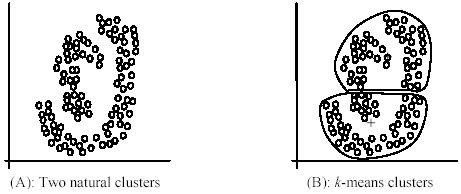 (A): Two natural clusters
(B): k-means clusters